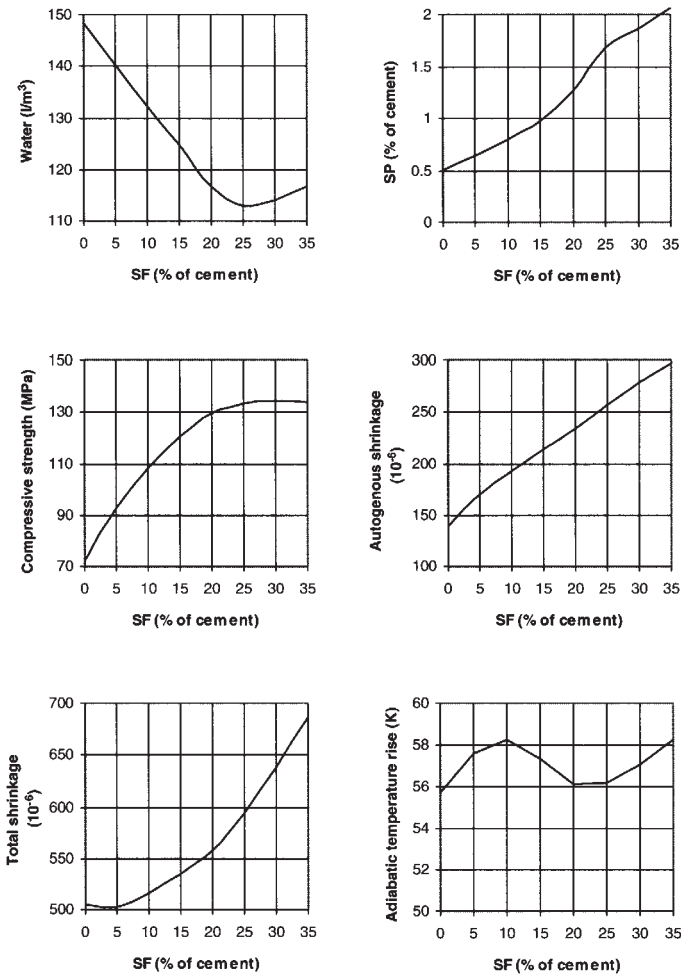 150
140
130
120
110
Water (l/m³)
0 5 10 15 20 25 30 35
SF (% of cement)
2
1.5
1
0.5
0
SP (% of cement)
0 5 10 15 20 25 30 35
SF (% of cement)
150
130
110
90
70
Compressive strength (MPa)
0 5 10 15 20 25 30 35
SF (% of cement)
300
250
200
150
100
Autogenous shrinkage
(10⁻⁶)
0 5 10 15 20 25 30 35
SF (% of cement)
700
650
600
550
500
Total shrinkage
(10⁻⁶)
0 5 10 15 20 25 30 35
SF (% of cement)
60
58
56
54
52
50
Adiabatic temperature rise (K)
0 5 10 15 20 25 30 35
SF (% of cement)